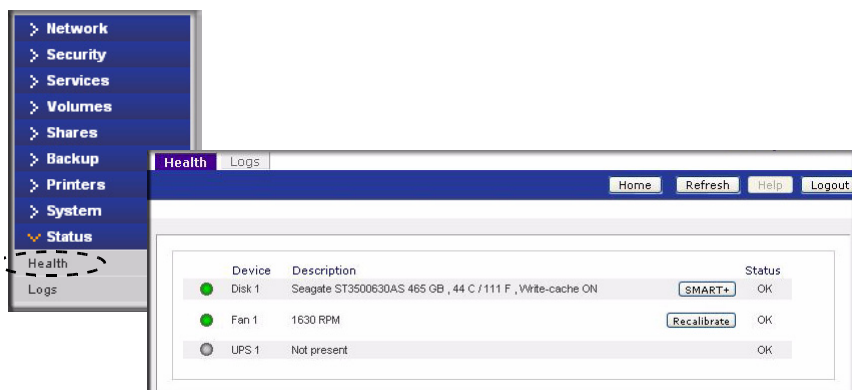 Network
Security
Services
Volumes
Shares
Backup
Printers
System
Status
Health
Logs
Health Logs
Home Refresh Help Logout
Device Description Status
Disk 1 Seagate ST3500630AS 465 GB , 44 C / 111 F , Write-cache ON SMART+ OK
Fan 1 1630 RPM Recalibrate OK
UPS 1 Not present OK